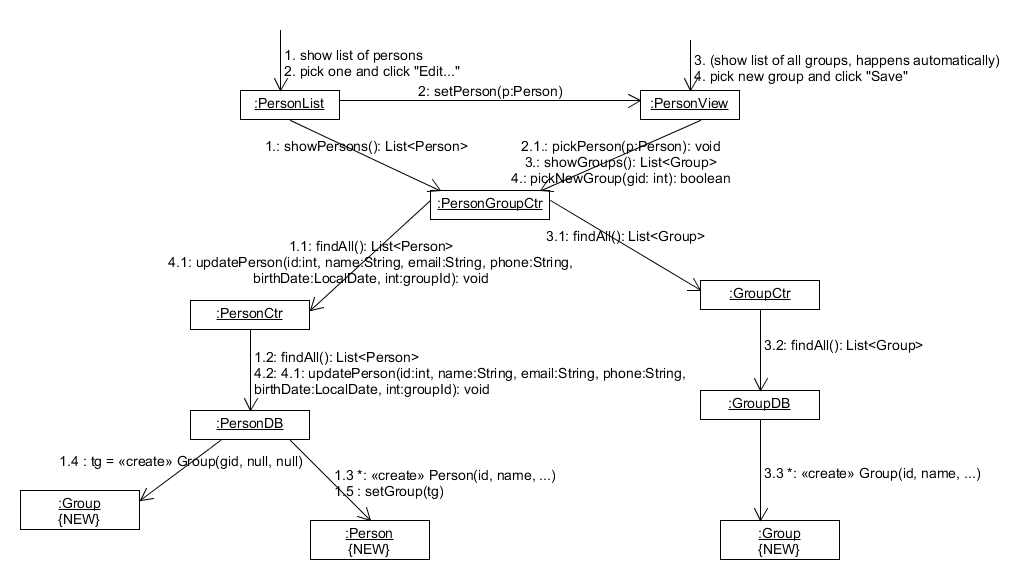 1. show list of persons
2. pick one and click "Edit..."
3. (show list of all groups, happens automatically)
4. pick new group and click "Save"
2: setPerson(p:Person)
:PersonList
:PersonView
1.: showPersons(): List<Person>
2.1.: pickPerson(p:Person): void
3.: showGroups(): List<Group>
4.: pickNewGroup(gid: int): boolean
:PersonGroupCtr
3.1: findAll(): List<Group>
1.1: findAll(): List<Person>
4.1: updatePerson(id:int, name:String, email:String, phone:String,
birthDate:LocalDate, int:groupId): void
:GroupCtr
:PersonCtr
3.2: findAll(): List<Group>
1.2: findAll(): List<Person>
4.2: 4.1: updatePerson(id:int, name:String, email:String, phone:String,
birthDate:LocalDate, int:groupId): void
:GroupDB
:PersonDB
1.4 : tg = «create» Group(gid, null, null)
1.3 *: «create» Person(id, name, ...)
1.5 : setGroup(tg)
3.3 *: «create» Group(id, name, ...)
:Group
{NEW}
:Person
{NEW}
:Group
{NEW}